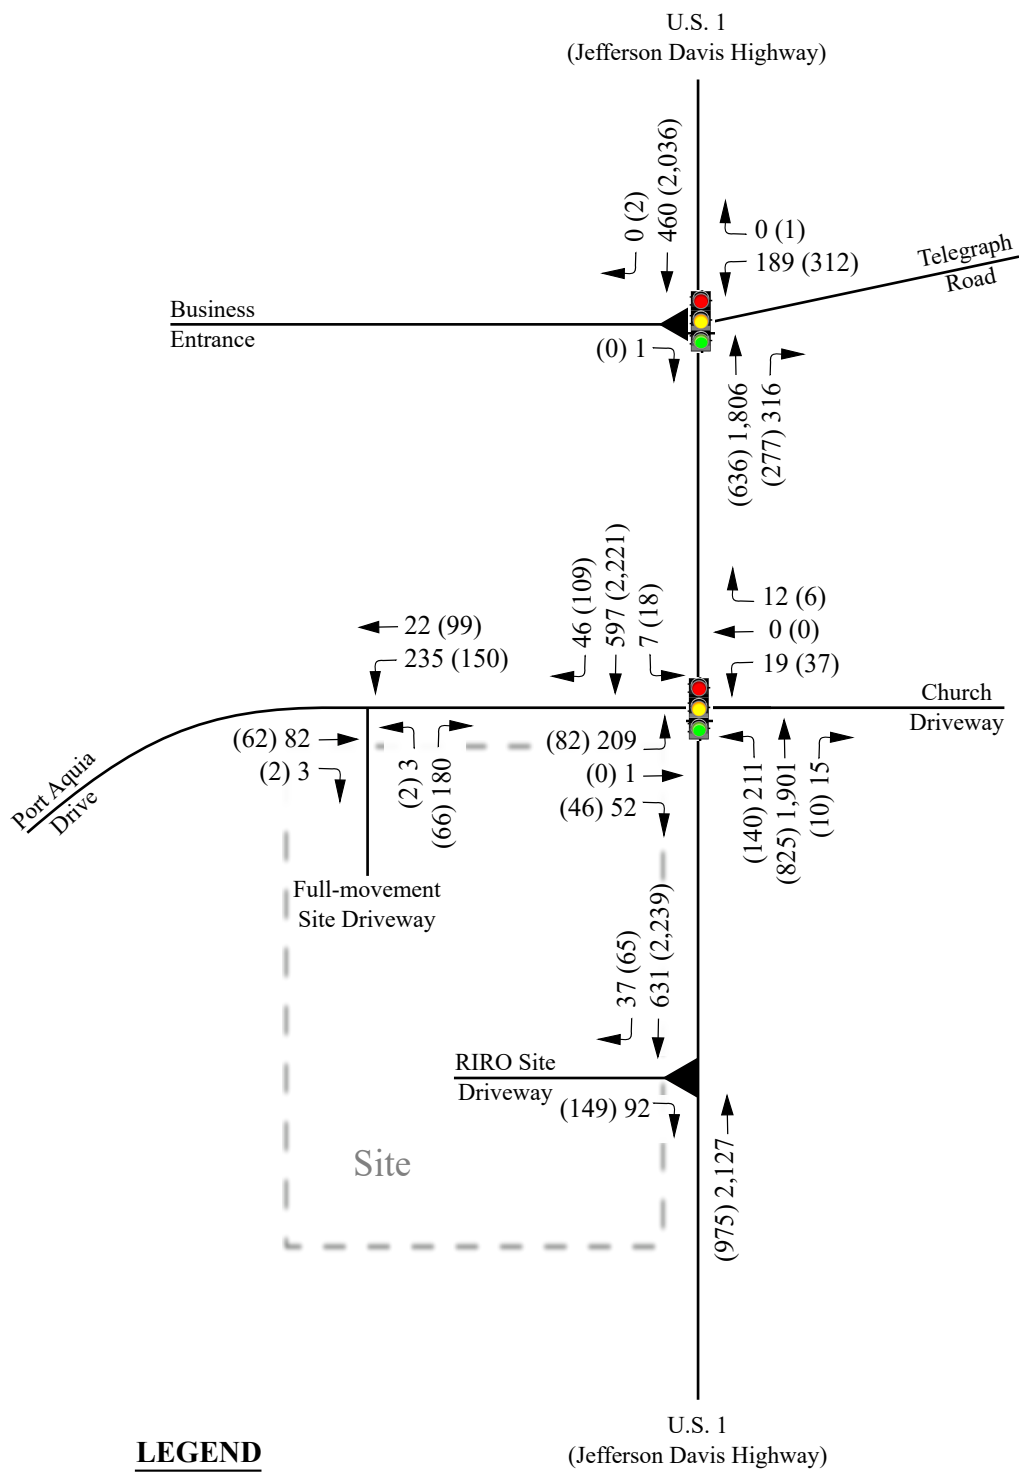 U.S. 1
(Jefferson Davis Highway)
0 (2)
460 (2,036)
0 (1)
189 (312)
Telegraph
Road
Business
Entrance
(0) 1
(636) 1,806
(277) 316
46 (109)
597 (2,221)
7 (18)
12 (6)
0 (0)
19 (37)
22 (99)
235 (150)
Church
Driveway
Port Aquia
Drive
(62) 82
(2) 3
(2) 3
(66) 180
(82) 209
(0) 1
(46) 52
(140) 211
(825) 1,901
(10) 15
Full-movement
Site Driveway
37 (65)
631 (2,239)
RIRO Site
Driveway
(149) 92
(975) 2,127
Site
U.S. 1
(Jefferson Davis Highway)
LEGEND